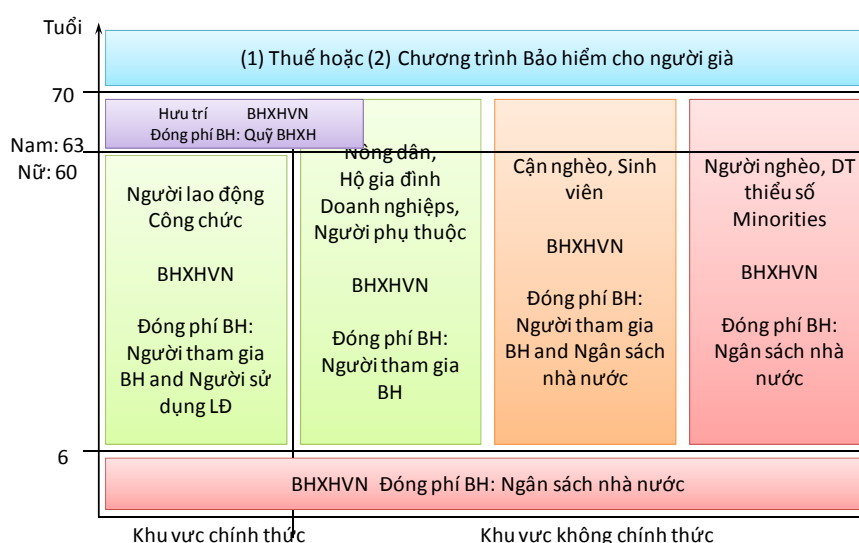 Tuổi
(1) Thuế hoặc (2) Chương trình Bảo hiểm cho người già
70
Hưu trí BHXHVN
Đóng phí BH: Quỹ BHXH
Nam: 63
Nữ: 60
Người lao động
Công chức
BHXHVN
Đóng phí BH:
Người tham gia
BH and Người sử
dụng LĐ
Nông dân,
Hộ gia đình
Doanh nghiệps,
Người phụ thuộc
BHXHVN
Đóng phí BH:
Người tham gia
BH
Cận nghèo, Sinh
viên
BHXHVN
Đóng phí BH:
Người tham gia
BH and Ngân sách
nhà nước
Người nghèo, DT
thiểu số
Minorities
BHXHVN
Đóng phí BH:
Ngân sách nhà
nước
6
BHXHVN Đóng phí BH: Ngân sách nhà nước
Khu vực chính thức
Khu vực không chính thức